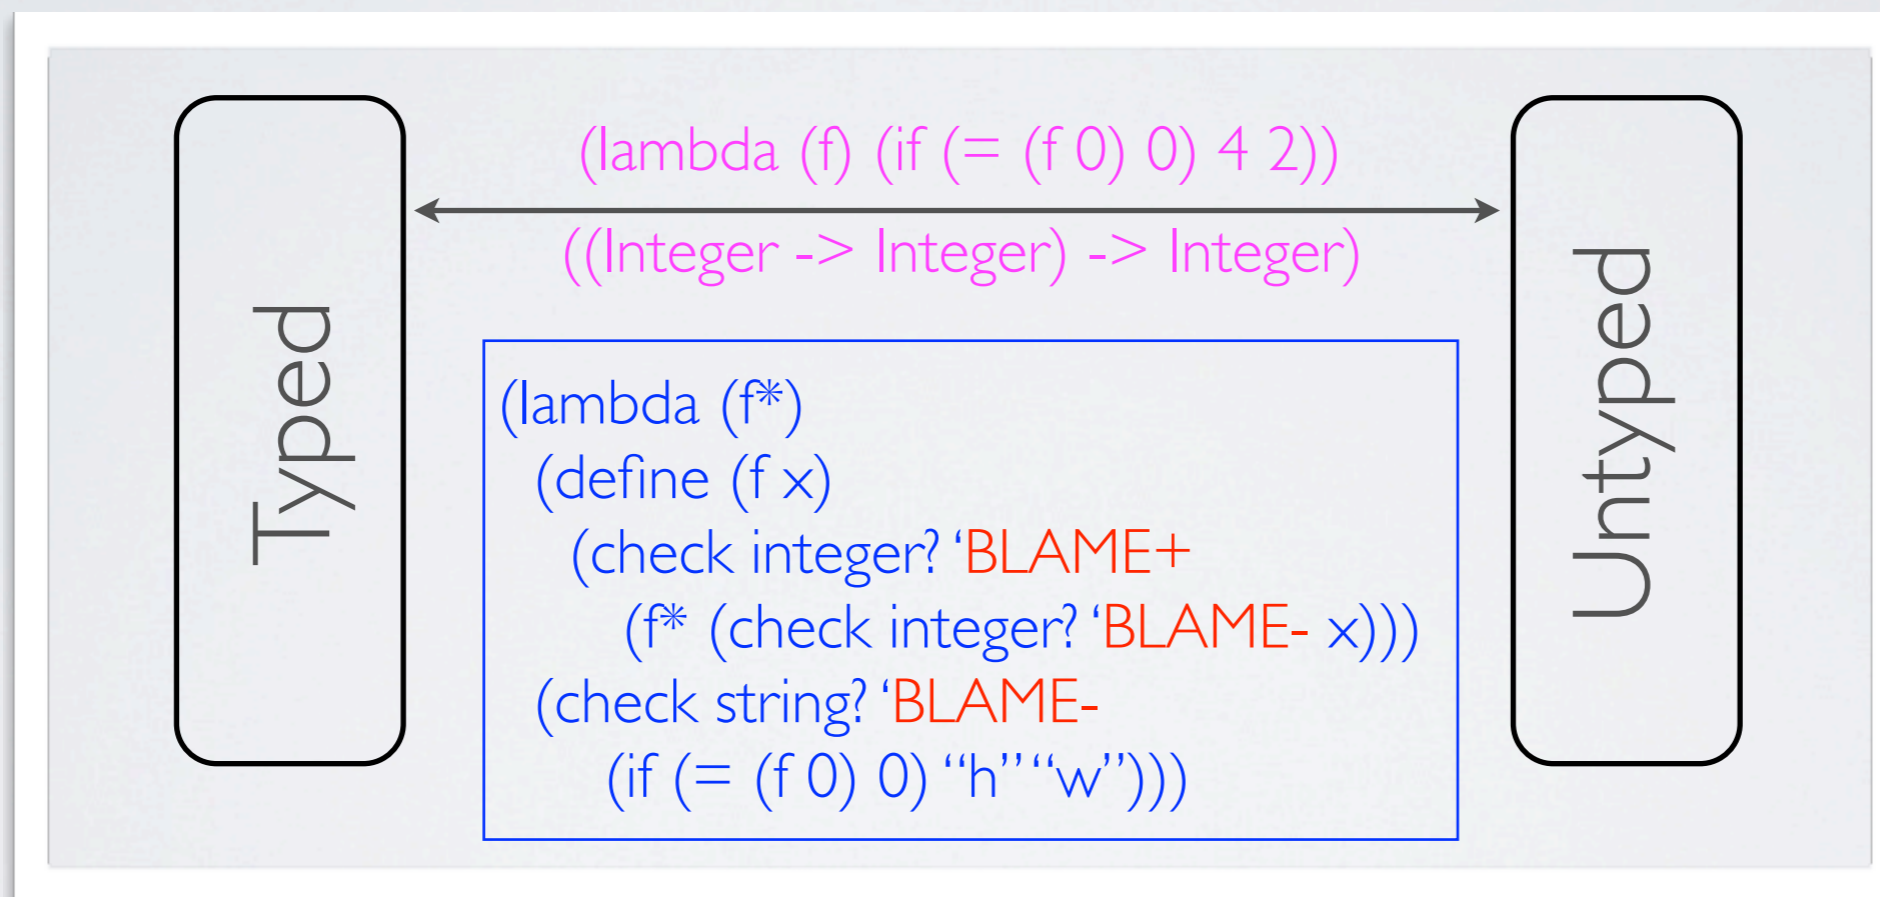 Typed
(lambda (f) (if (= (f 0) 0) 4 2))
((Integer -> Integer) -> Integer)
(lambda (f*)
(define (f x)
(check integer? ‘BLAME+
(f* (check integer? ‘BLAME- x)))
(check string? ‘BLAME-
(if (= (f 0) 0) “h” “w”)))
Untyped